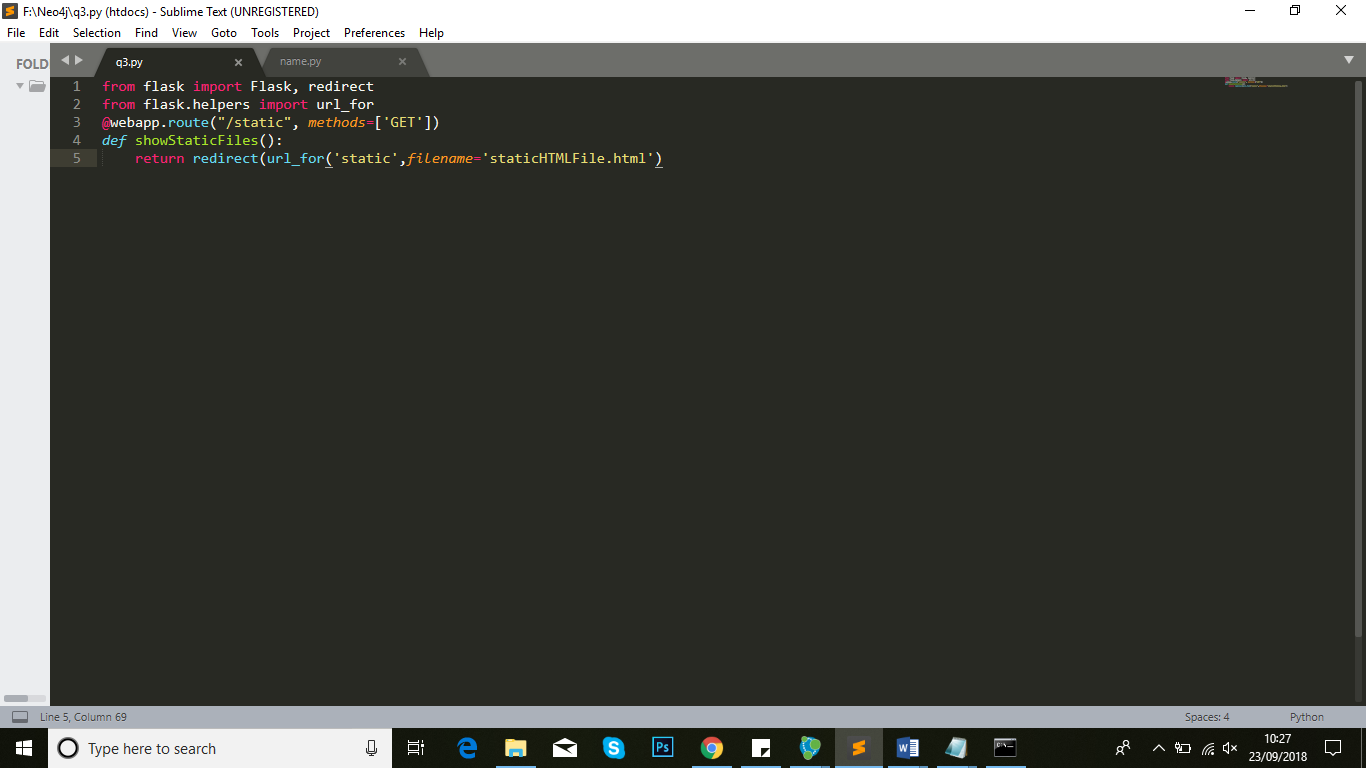 F:\Neo4j\q3.py (htdocs) - Sublime Text (UNREGISTERED)
File Edit Selection Find View Goto Tools Project Preferences Help
FOLD
q3.py × name.py ×
1 from flask import Flask, redirect
2 from flask.helpers import url_for
3 @webapp.route("/static", methods=['GET'])
4 def showStaticFiles():
5     return redirect(url_for('static',filename='staticHTMLFile.html')
Line 5, Column 69 Spaces: 4 Python
Type here to search
Ps
10:27
23/09/2018